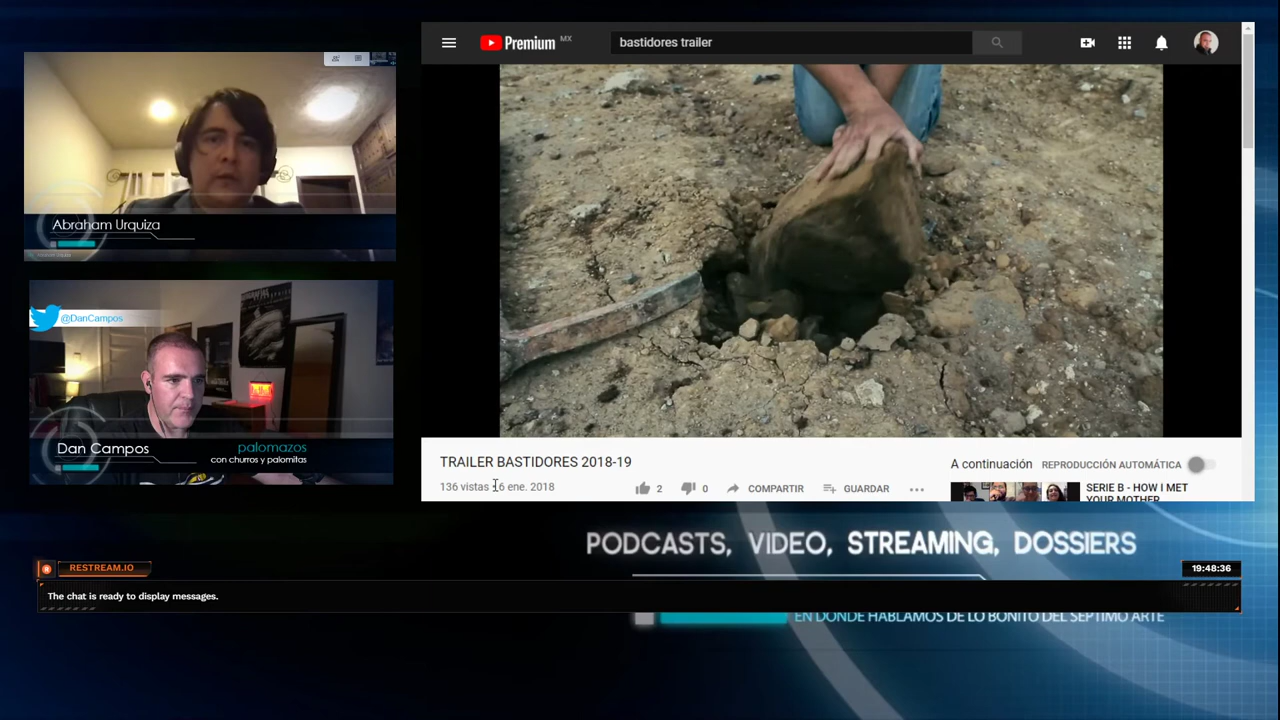 Abraham Urquiza
@DanCampos
Dan Campos
palomazos
con churros y palomitas
Premium MX
bastidores trailer
TRAILER BASTIDORES 2018-19
136 vistas 6 ene. 2018
2
0
COMPARTIR
GUARDAR
A continuación
REPRODUCCIÓN AUTOMÁTICA
SERIE B - HOW I MET
YOUR MOTHER
PODCASTS, VIDEO, STREAMING, DOSSIERS
RESTREAM.IO
19:48:36
The chat is ready to display messages.
EN DONDE HABLAMOS DE LO BONITO DEL SEPTIMO ARTE